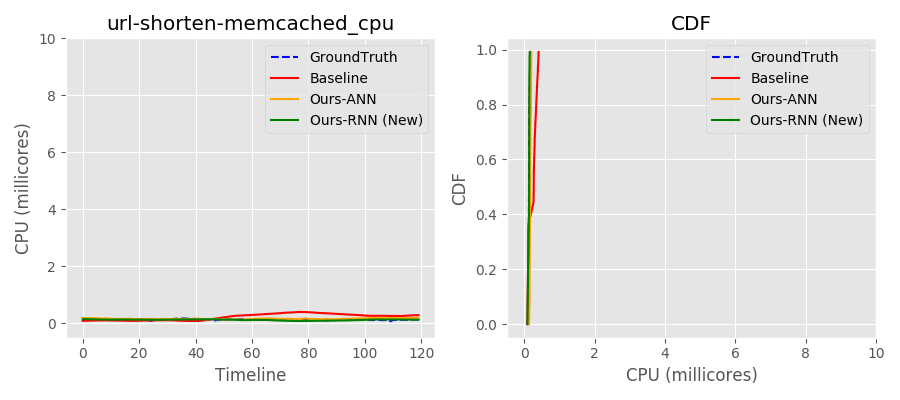 url-shorten-memcached_cpu
10
8
6
4
2
0
CPU (millicores)
0 20 40 60 80 100 120
Timeline
GroundTruth
Baseline
Ours-ANN
Ours-RNN (New)
CDF
1.0
0.8
0.6
0.4
0.2
0.0
CDF
0 2 4 6 8 10
CPU (millicores)
GroundTruth
Baseline
Ours-ANN
Ours-RNN (New)